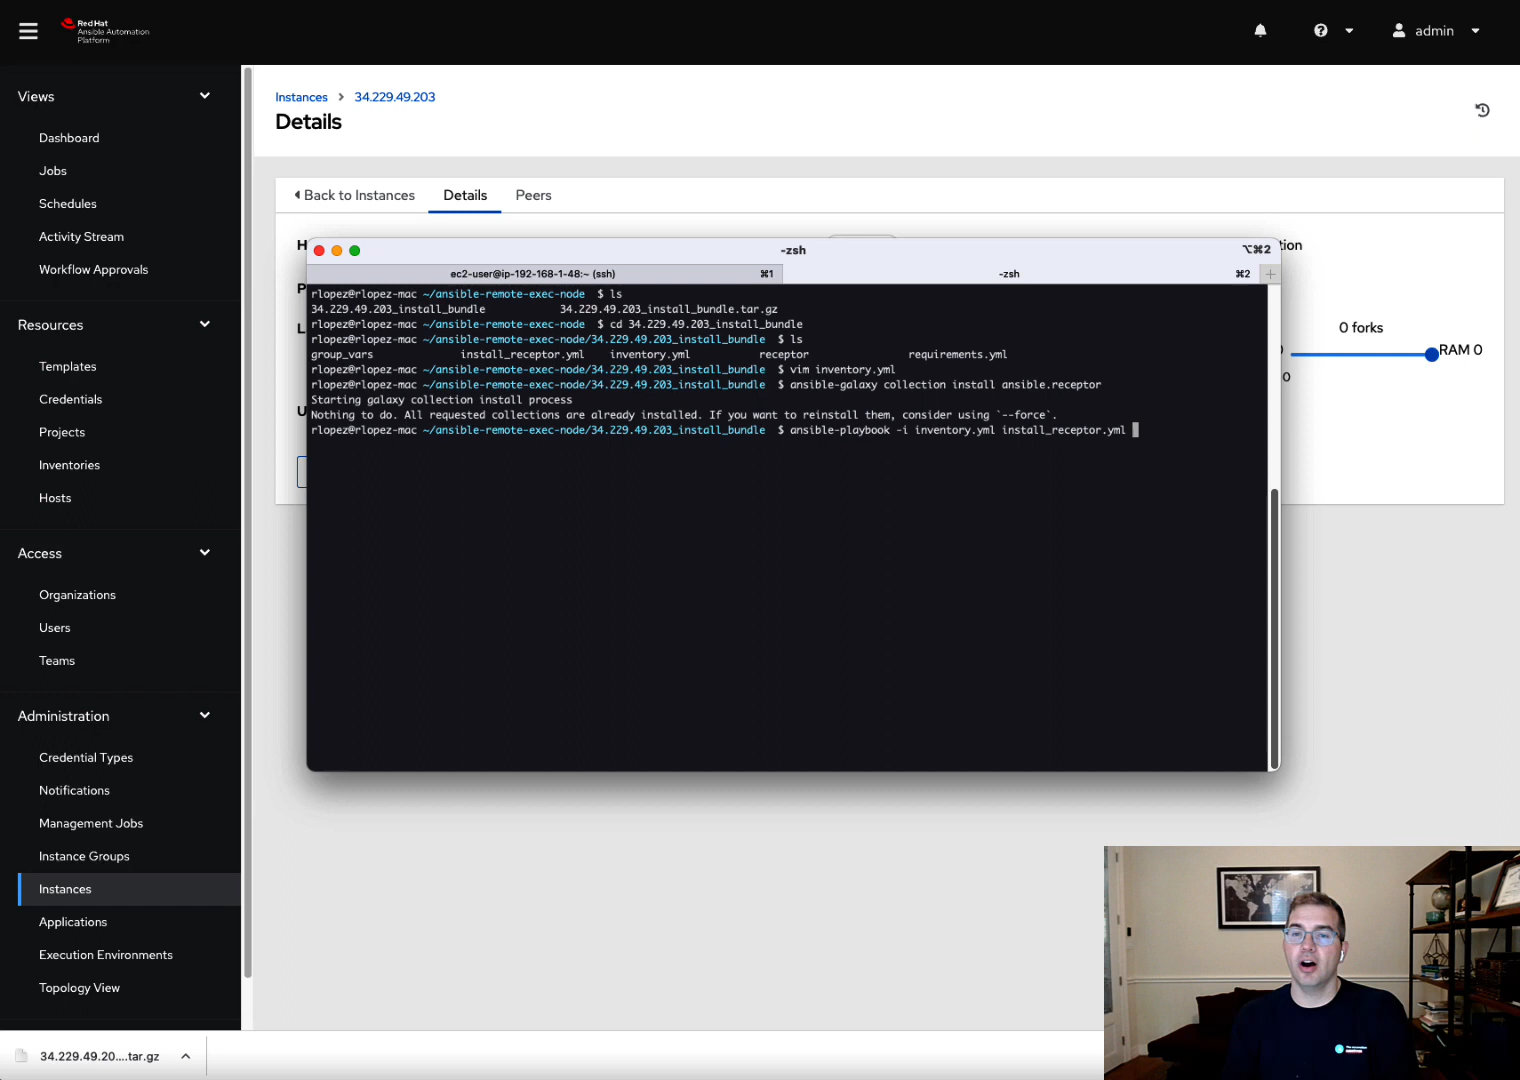 Red Hat
Ansible Automation
Platform
admin
Views
Dashboard
Jobs
Schedules
Activity Stream
Workflow Approvals
Resources
Templates
Credentials
Projects
Inventories
Hosts
Access
Organizations
Users
Teams
Administration
Credential Types
Notifications
Management Jobs
Instance Groups
Instances
Applications
Execution Environments
Topology View
Instances > 34.229.49.203
Details
Back to Instances
Details
Peers
H
P
L
U
tion
0 forks
RAM 0
0
-zsh
⌥⌘2
ec2-user@ip-192-168-1-48:~ (ssh) ⌘1
-zsh ⌘2
rlopez@rlopez-mac ~/ansible-remote-exec-node $ ls
34.229.49.203_install_bundle 34.229.49.203_install_bundle.tar.gz
rlopez@rlopez-mac ~/ansible-remote-exec-node $ cd 34.229.49.203_install_bundle
rlopez@rlopez-mac ~/ansible-remote-exec-node/34.229.49.203_install_bundle $ ls
group_vars install_receptor.yml inventory.yml receptor requirements.yml
rlopez@rlopez-mac ~/ansible-remote-exec-node/34.229.49.203_install_bundle $ vim inventory.yml
rlopez@rlopez-mac ~/ansible-remote-exec-node/34.229.49.203_install_bundle $ ansible-galaxy collection install ansible.receptor
Starting galaxy collection install process
Nothing to do. All requested collections are already installed. If you want to reinstall them, consider using `--force`.
rlopez@rlopez-mac ~/ansible-remote-exec-node/34.229.49.203_install_bundle $ ansible-playbook -i inventory.yml install_receptor.yml
34.229.49.20....tar.gz